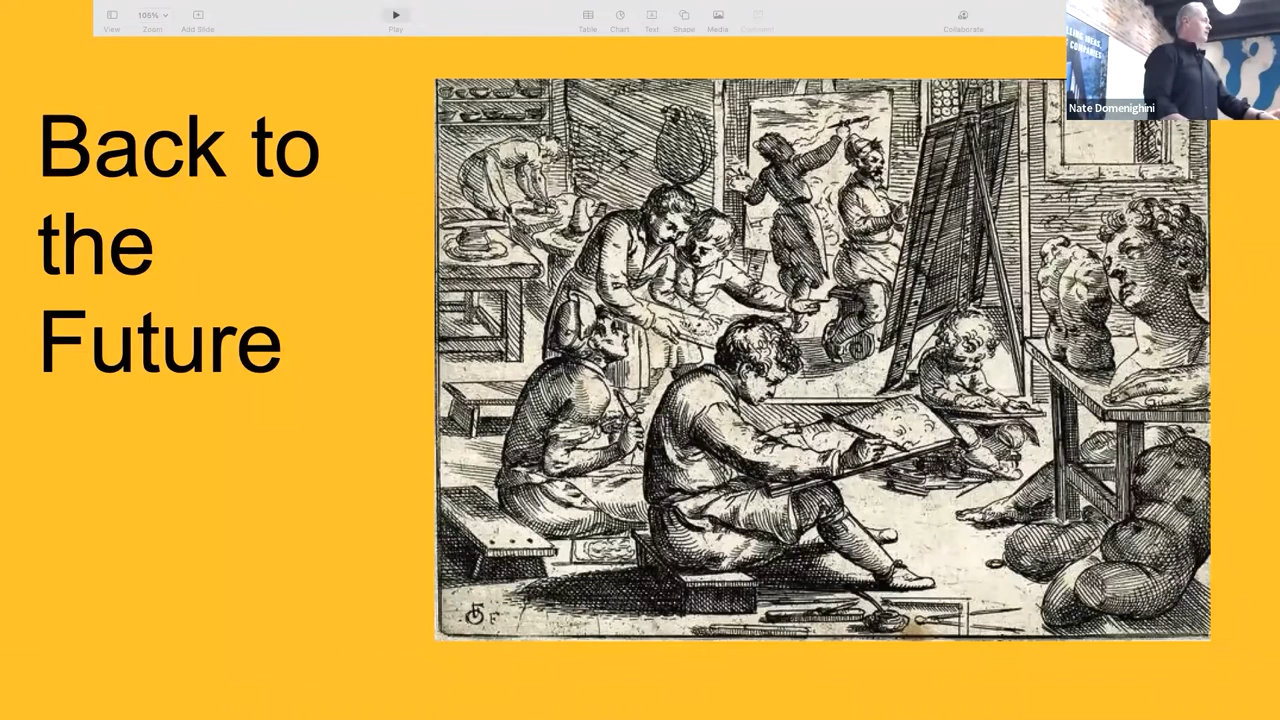 105%
View
Zoom
Add Slide
Play
Table
Chart
Text
Shape
Media
Comment
Collaborate
Nate Domenighini
Back to
the
Future
COMPANIES
F